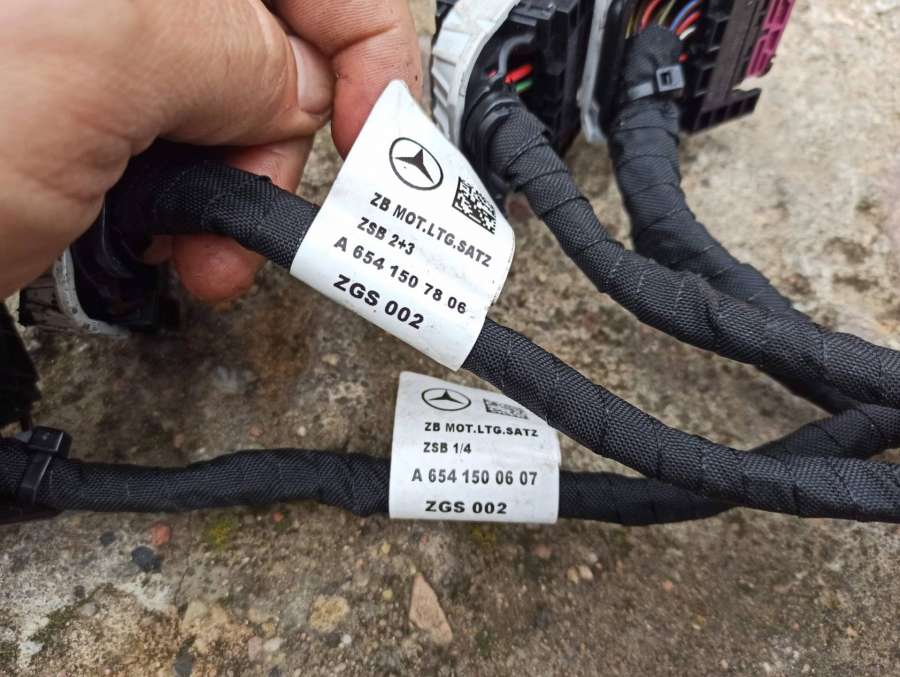 ZB MOT.LTG.SATZ
ZSB 2+3
A 654 150 78 06
ZGS 002
ZB MOT.LTG.SATZ
ZSB 1/4
A 654 150 06 07
ZGS 002